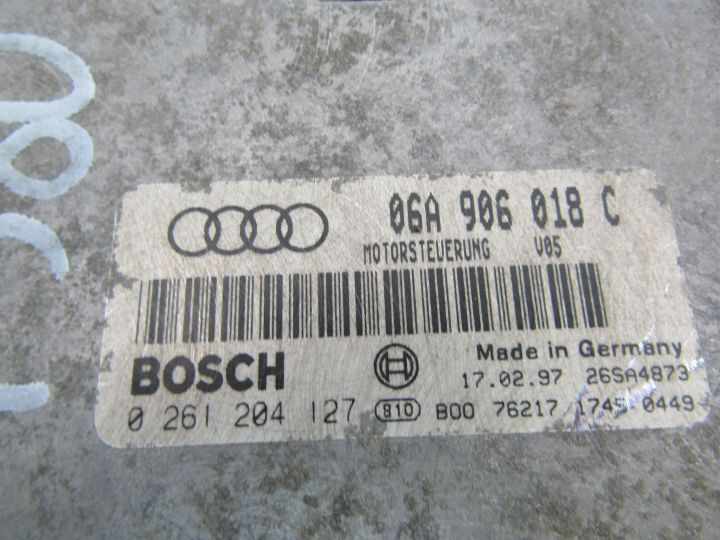 06A 906 018 C
MOTORSTEUERUNG V05
BOSCH
Made in Germany
17.02.97 26SA4873
0 261 204 127 810 B00 76217 1745 0449